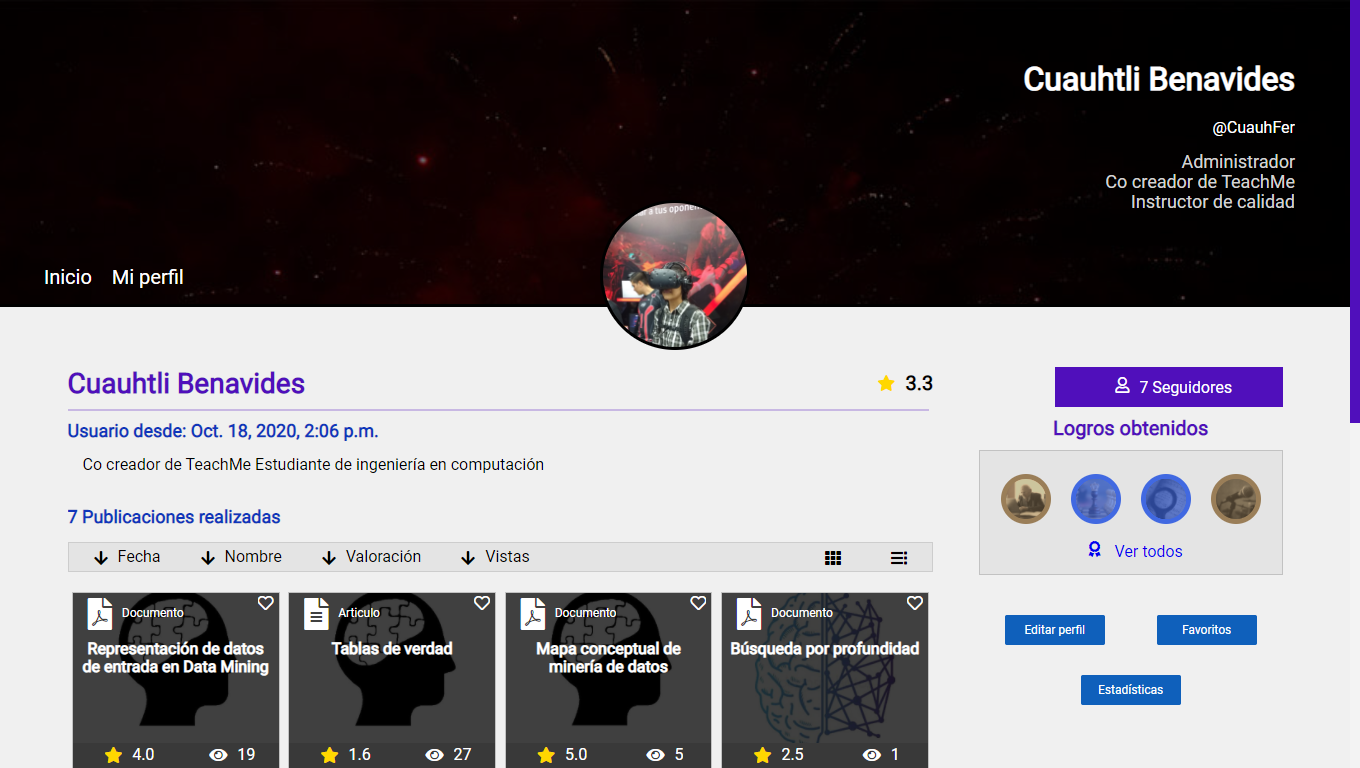 Cuauhtli Benavides
@CuauhFer
Administrador
Co creador de TeachMe
Instructor de calidad
a tus oponen
Inicio Mi perfil
Cuauhtli Benavides
3.3
7 Seguidores
Usuario desde: Oct. 18, 2020, 2:06 p.m.
Logros obtenidos
Co creador de TeachMe Estudiante de ingeniería en computación
7 Publicaciones realizadas
Fecha Nombre Valoración Vistas
Ver todos
Documento
Representación de datos
de entrada en Data Mining
4.0 19
Articulo
Tablas de verdad
1.6 27
Documento
Mapa conceptual de
minería de datos
5.0 5
Documento
Búsqueda por profundidad
2.5 1
Editar perfil
Favoritos
Estadísticas